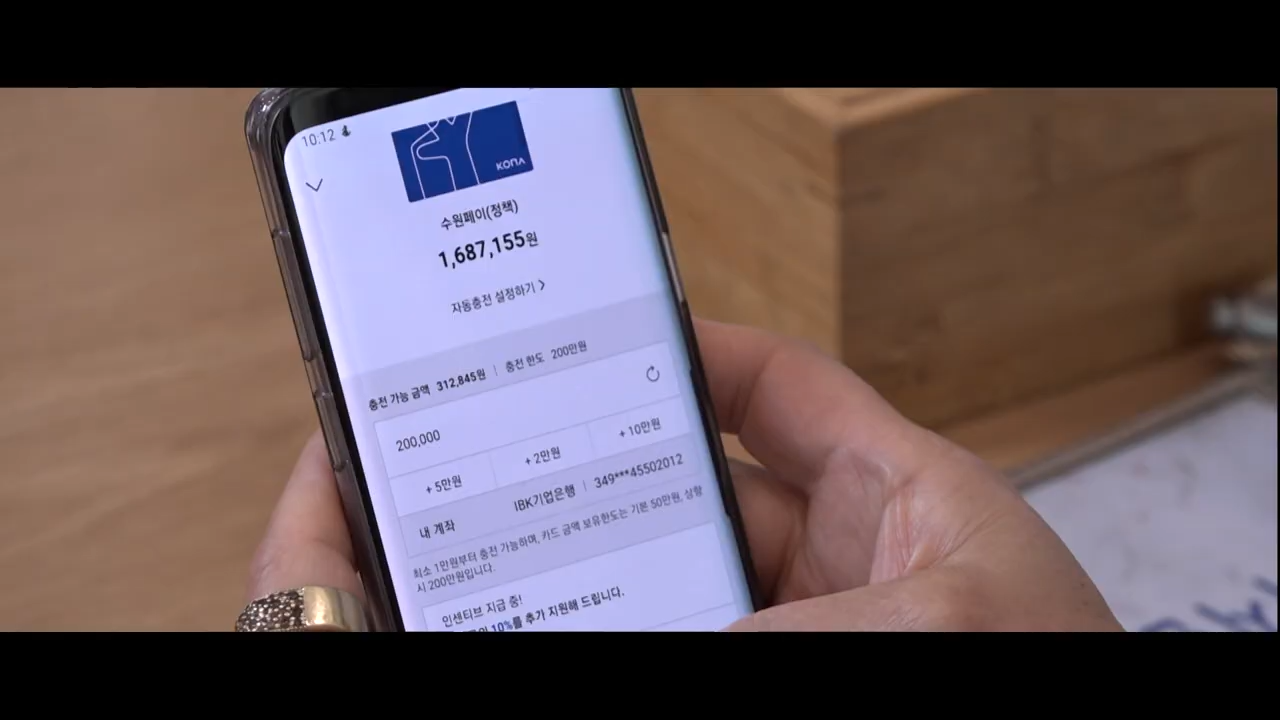 10:12
KONA
수원페이(정책)
1,687,155원
자동충전 설정하기 >
충전 가능 금액 312,845원 | 충전 한도 200만원
200,000
+ 5만원 + 2만원 + 10만원
내 계좌 IBK기업은행 | 349***45502012
최소 1만원부터 충전 가능하며, 카드 금액 보유한도는 기본 50만원, 상향
시 200만원입니다.
인센티브 지급 중!
10%를 추가 지원해 드립니다.